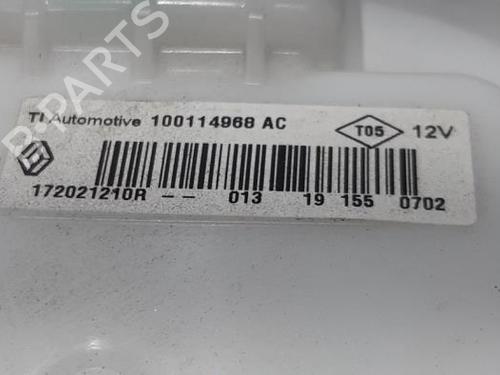 TI Automotive 100114968 AC T05 12V
172021210R -- 013 19 155 0702
B-PARTS